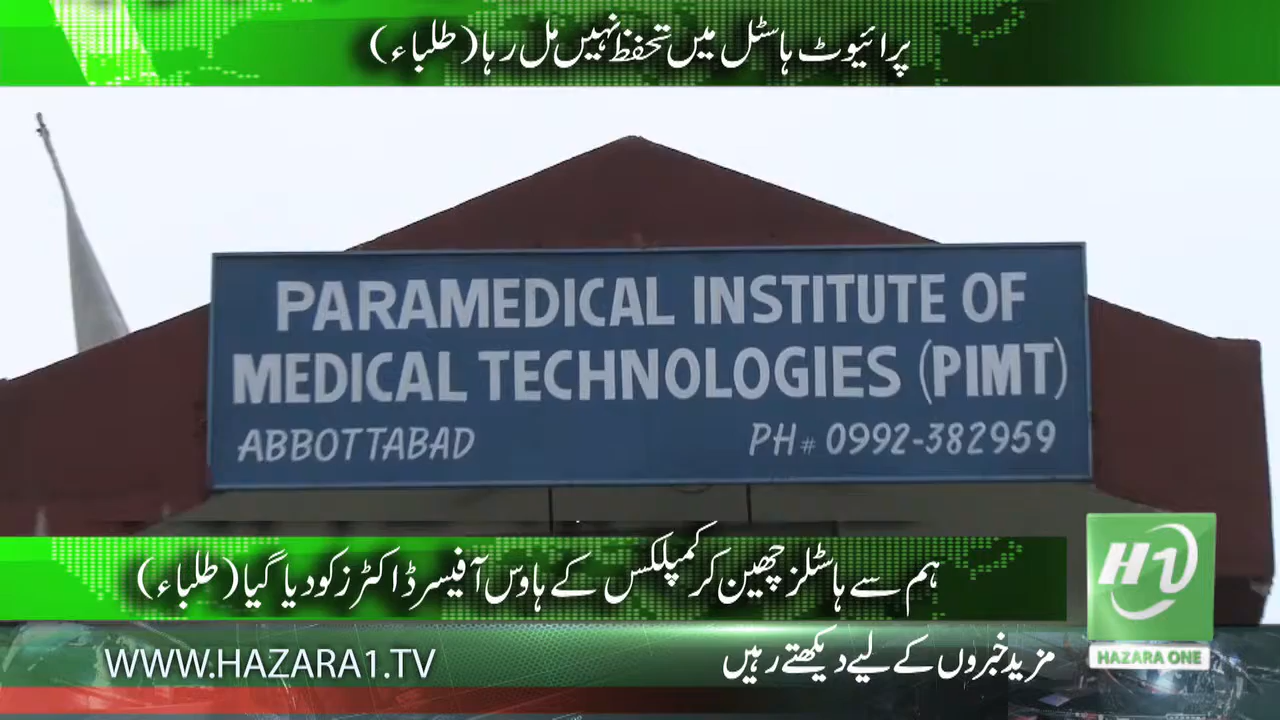 پرائیوٹ ہاسٹل میں تحفظ نہیں مل رہا (طلباء)
PARAMEDICAL INSTITUTE OF
MEDICAL TECHNOLOGIES (PIMT)
ABBOTTABAD PH# 0992-382959
ہم سے ہاسٹلز چھین کر کمپلکس کے ہاوس آفیسر ڈاکٹرز کو دیا گیا (طلباء)
H1
HAZARA ONE
WWW.HAZARA1.TV مزید خبروں کے لیے دیکھتے رہیں